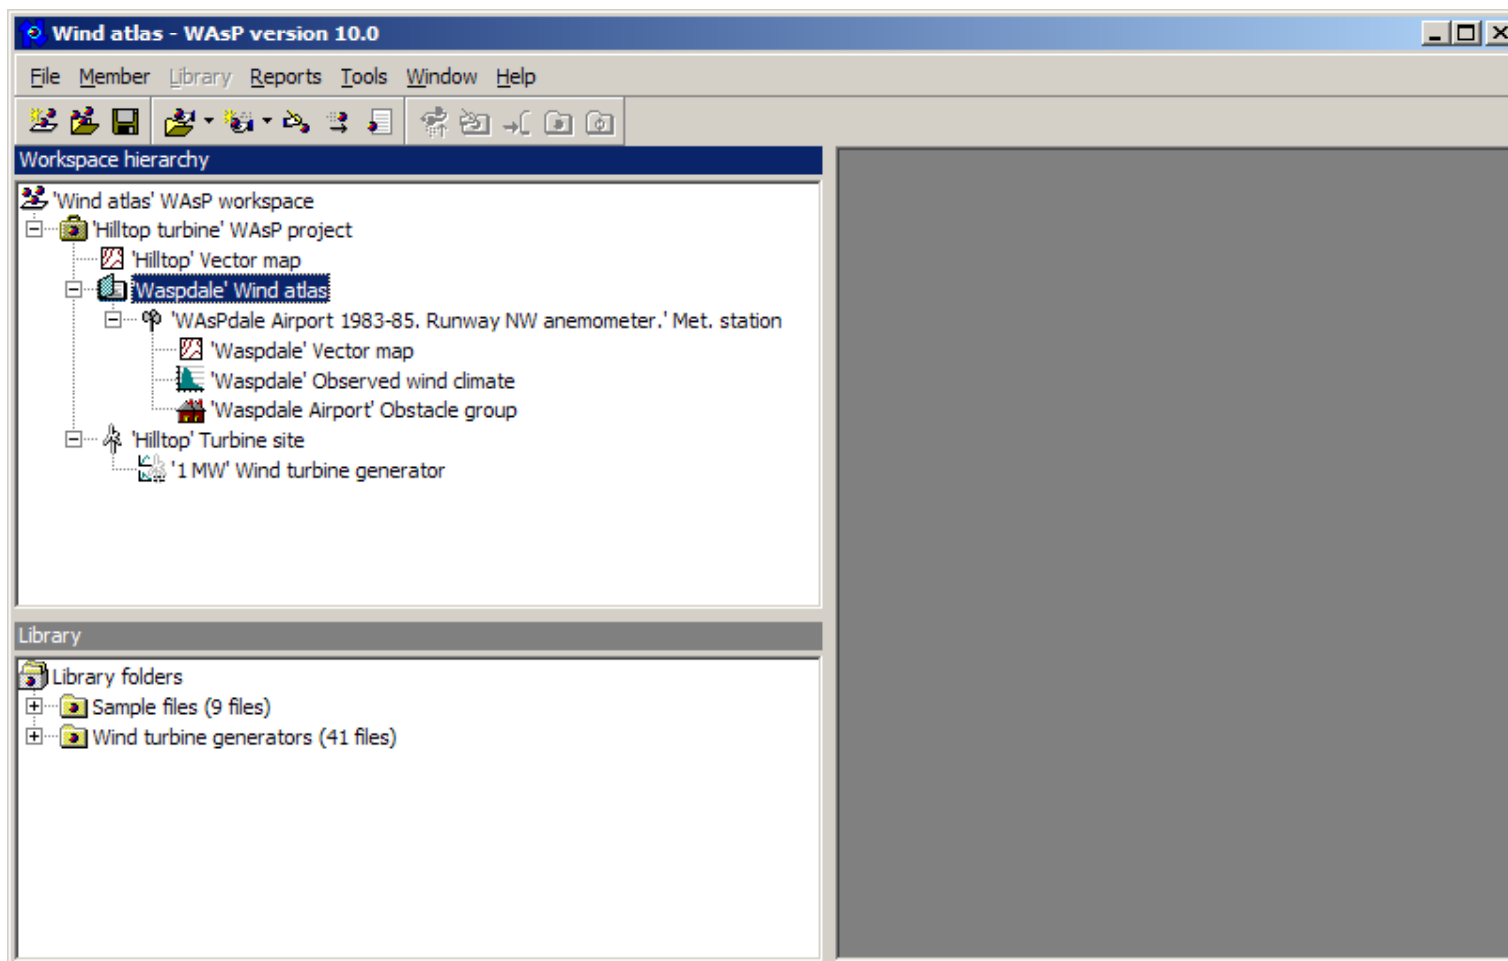 Wind atlas - WAsP version 10.0
File Member Library Reports Tools Window Help
Workspace hierarchy
'Wind atlas' WAsP workspace
'Hilltop turbine' WAsP project
'Hilltop' Vector map
'Waspdale' Wind atlas
'WAsPdale Airport 1983-85. Runway NW anemometer.' Met. station
'Waspdale' Vector map
'Waspdale' Observed wind climate
'Waspdale Airport' Obstacle group
'Hilltop' Turbine site
'1 MW' Wind turbine generator
Library
Library folders
Sample files (9 files)
Wind turbine generators (41 files)